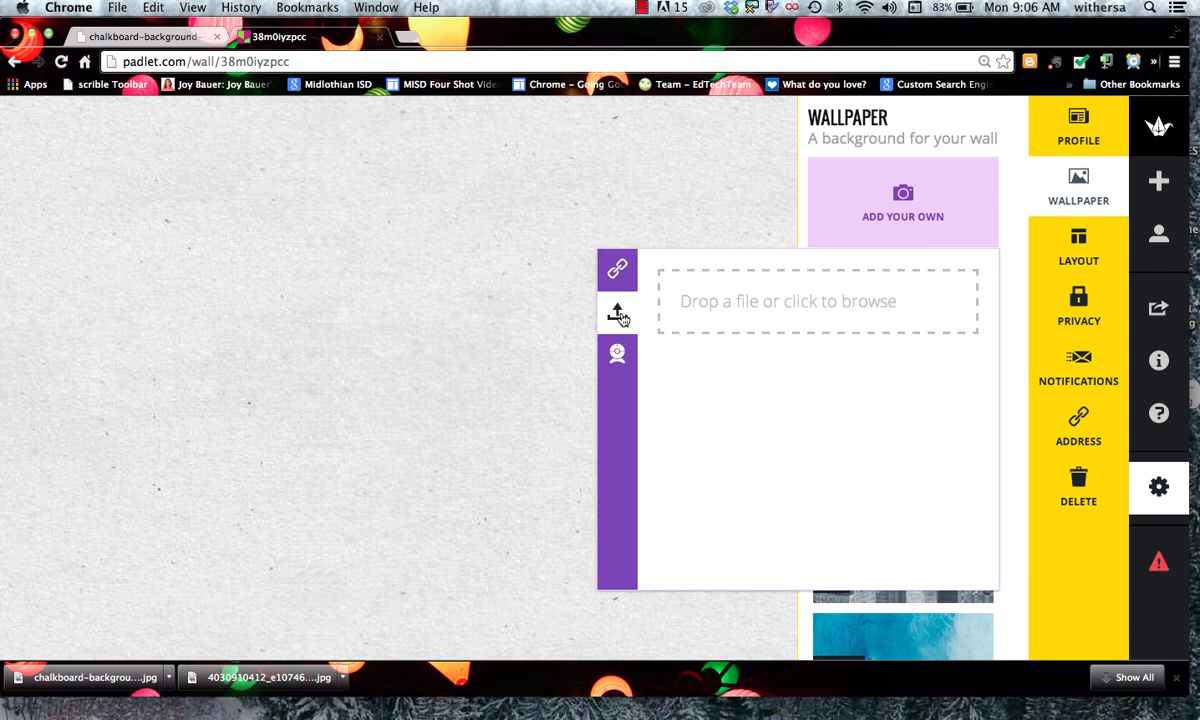 Chrome File Edit View History Bookmarks Window Help 15 83% Mon 9:06 AM withersa
chalkboard-background- 38m0iyzpcc
padlet.com/wall/38m0iyzpcc
Apps scrible Toolbar Joy Bauer: Joy Bauer Midlothian ISD MISD Four Shot Vide Chrome – Going Go Team – EdTechTeam What do you love? Custom Search Engi » Other Bookmarks
WALLPAPER
A background for your wall
ADD YOUR OWN
Drop a file or click to browse
PROFILE
WALLPAPER
LAYOUT
PRIVACY
NOTIFICATIONS
ADDRESS
DELETE
chalkboard-backgrou....jpg 4030910412_e10746....jpg Show All